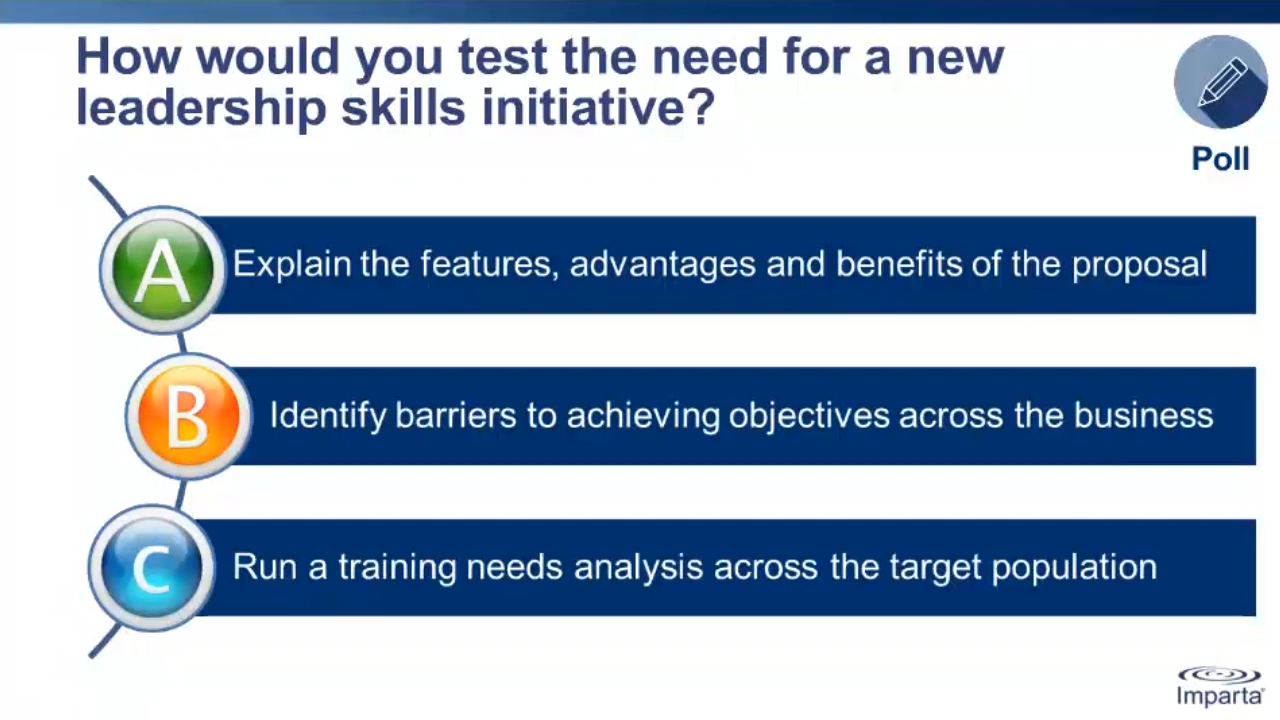 How would you test the need for a new
leadership skills initiative?
Poll
A
Explain the features, advantages and benefits of the proposal
B
Identify barriers to achieving objectives across the business
C
Run a training needs analysis across the target population
Imparta